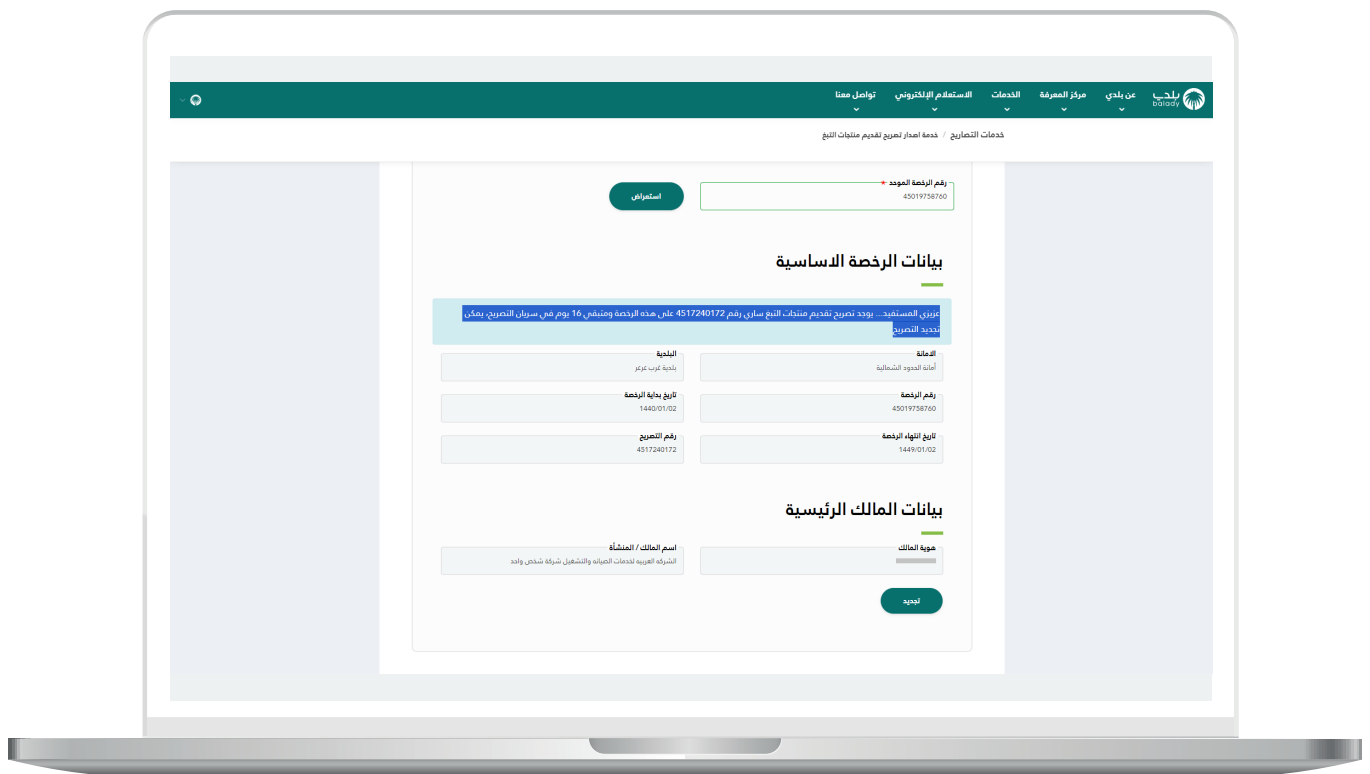 بلدي
balady
عن بلدي
مركز المعرفة
الخدمات
الاستعلام الإلكتروني
تواصل معنا
خدمات التصاريح / خدمة اصدار تصريح تقديم منتجات التبغ
رقم الرخصة الموحد *
45019758760
استعراض
بيانات الرخصة الاساسية
عزيزي المستفيد... يوجد تصريح تقديم منتجات التبغ ساري رقم 4517240172 على هذه الرخصة ومتبقي 16 يوم في سريان التصريح، يمكن
تجديد التصريح
الامانة
أمانة الحدود الشمالية
البلدية
بلدية غرب عرعر
رقم الرخصة
45019758760
تاريخ بداية الرخصة
1440/01/02
تاريخ انتهاء الرخصة
1449/01/02
رقم التصريح
4517240172
بيانات المالك الرئيسية
هوية المالك
اسم المالك / المنشأة
الشركه العربيه لخدمات الصيانه والتشغيل شركة شخص واحد
تجديد